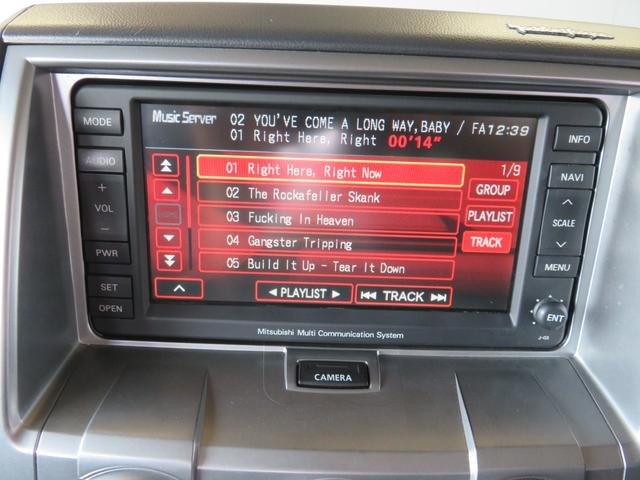 Music Server
02 YOU'VE COME A LONG WAY,BABY / FA
12:39
01 Right Here, Right 00'14"
01 Right Here, Right Now
1/9
02 The Rockafeller Skank
GROUP
03 Fucking In Heaven
PLAYLIST
04 Gangster Tripping
TRACK
05 Build It Up - Tear It Down
PLAYLIST
TRACK
MODE
AUDIO
+
VOL
-
PWR
SET
OPEN
INFO
NAVI
SCALE
MENU
ENT
J-03
Mitsubishi Multi Communication System
CAMERA